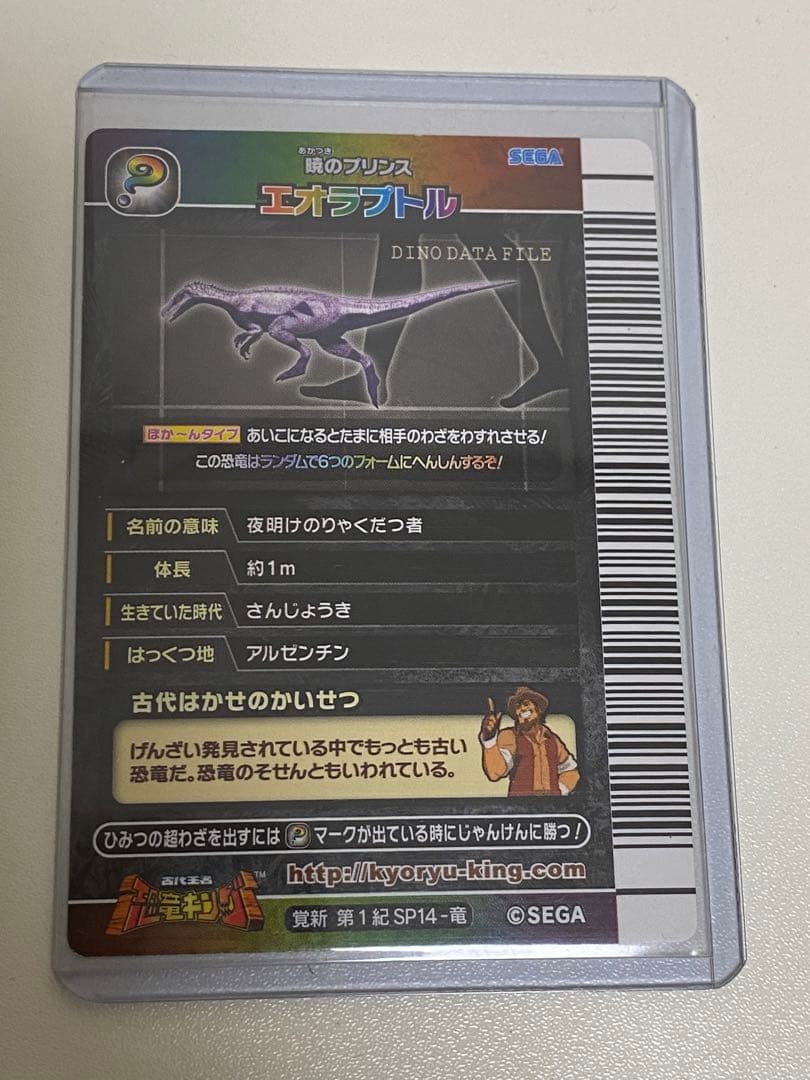 あかつき
暁のプリンス
SEGA
エオラプトル
DINO DATA FILE
ほか〜んタイプ あいこになるとたまに相手のわざをわすれさせる!
この恐竜はランダムで6つのフォームにへんしんするぞ!
名前の意味 夜明けのりゃくだつ者
体長 約1m
生きていた時代 さんじょうき
はっくつ地 アルゼンチン
古代はかせのかいせつ
げんざい発見されている中でもっとも古い
恐竜だ。恐竜のそせんともいわれている。
ひみつの超わざを出すには ? マークが出ている時にじゃんけんに勝つ!
古代王者
恐竜キング™
http://kyoryu-king.com
覚新 第1紀 SP14-竜
©SEGA